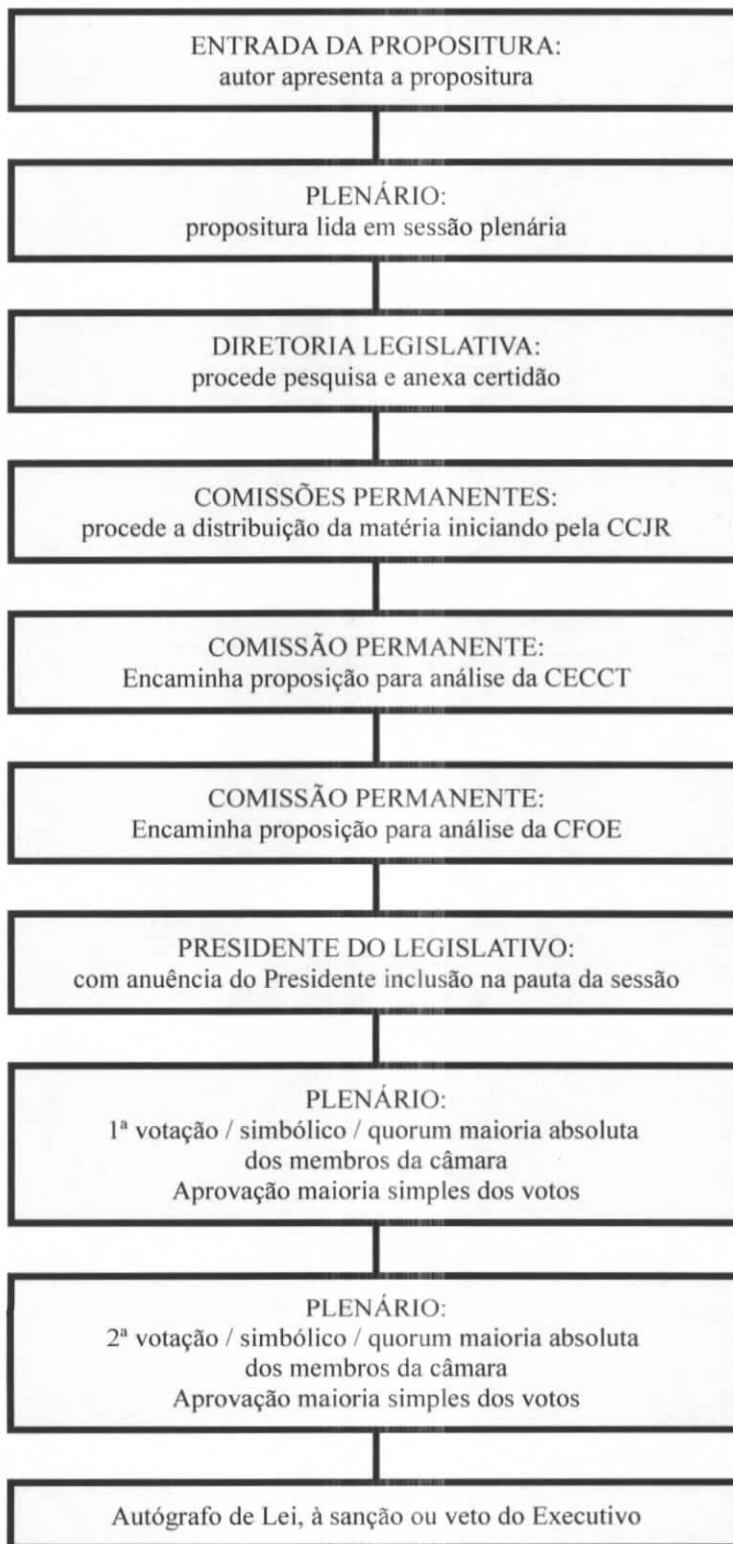 ENTRADA DA PROPOSITURA:
autor apresenta a propositura
PLENÁRIO:
propositura lida em sessão plenária
DIRETORIA LEGISLATIVA:
procede pesquisa e anexa certidão
COMISSÕES PERMANENTES:
procede a distribuição da matéria iniciando pela CCJR
COMISSÃO PERMANENTE:
Encaminha proposição para análise da CECCT
COMISSÃO PERMANENTE:
Encaminha proposição para análise da CFOE
PRESIDENTE DO LEGISLATIVO:
com anuência do Presidente inclusão na pauta da sessão
PLENÁRIO:
1ª votação / simbólico / quorum maioria absoluta
dos membros da câmara
Aprovação maioria simples dos votos
PLENÁRIO:
2ª votação / simbólico / quorum maioria absoluta
dos membros da câmara
Aprovação maioria simples dos votos
Autógrafo de Lei, à sanção ou veto do Executivo